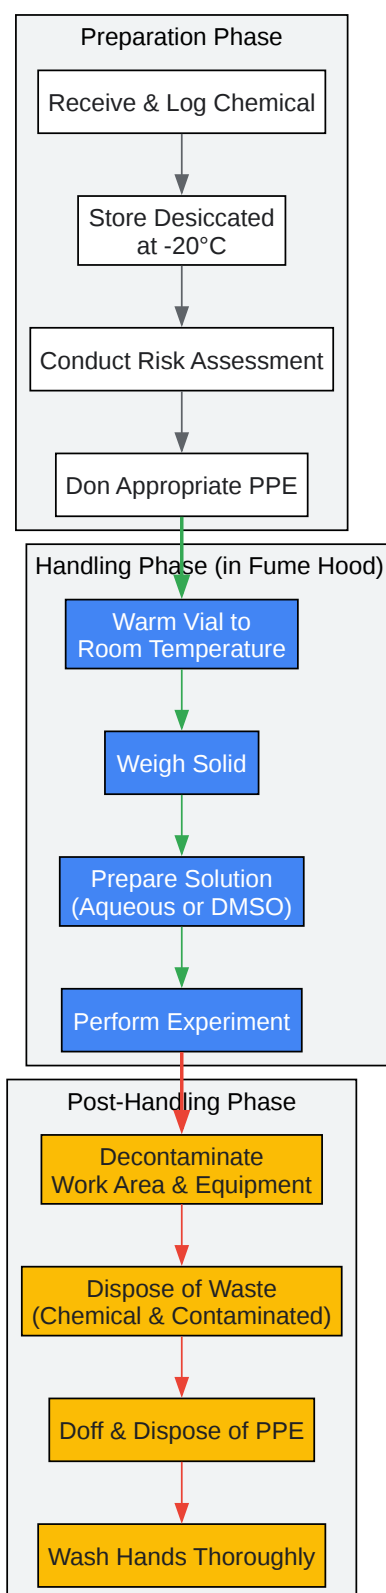 Preparation Phase
Receive & Log Chemical
Store Desiccated
at -20°C
Conduct Risk Assessment
Don Appropriate PPE
Handling Phase (in Fume Hood)
Warm Vial to
Room Temperature
Weigh Solid
Prepare Solution
(Aqueous or DMSO)
Perform Experiment
Post-Handling Phase
Decontaminate
Work Area & Equipment
Dispose of Waste
(Chemical & Contaminated)
Doff & Dispose of PPE
Wash Hands Thoroughly